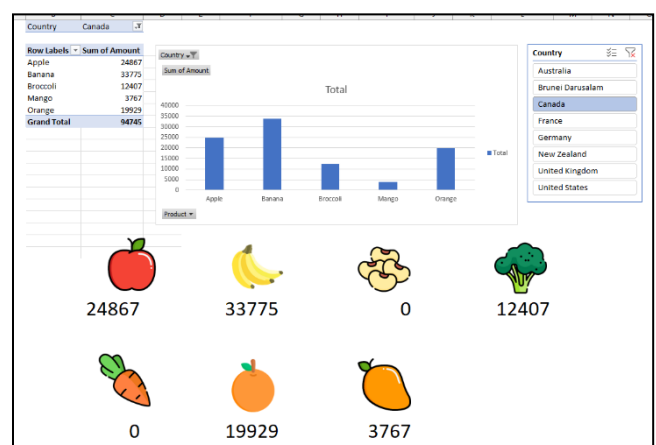 Country Canada
Row Labels Sum of Amount
Apple 24867
Banana 33775
Broccoli 12407
Mango 3767
Orange 19929
Grand Total 94745
Country
Sum of Amount
Total
40000
35000
30000
25000
20000
15000
10000
5000
0
Apple Banana Broccoli Mango Orange
Total
Product
Country
Australia
Brunei Darusalam
Canada
France
Germany
New Zealand
United Kingdom
United States
24867 33775 0 12407
0 19929 3767